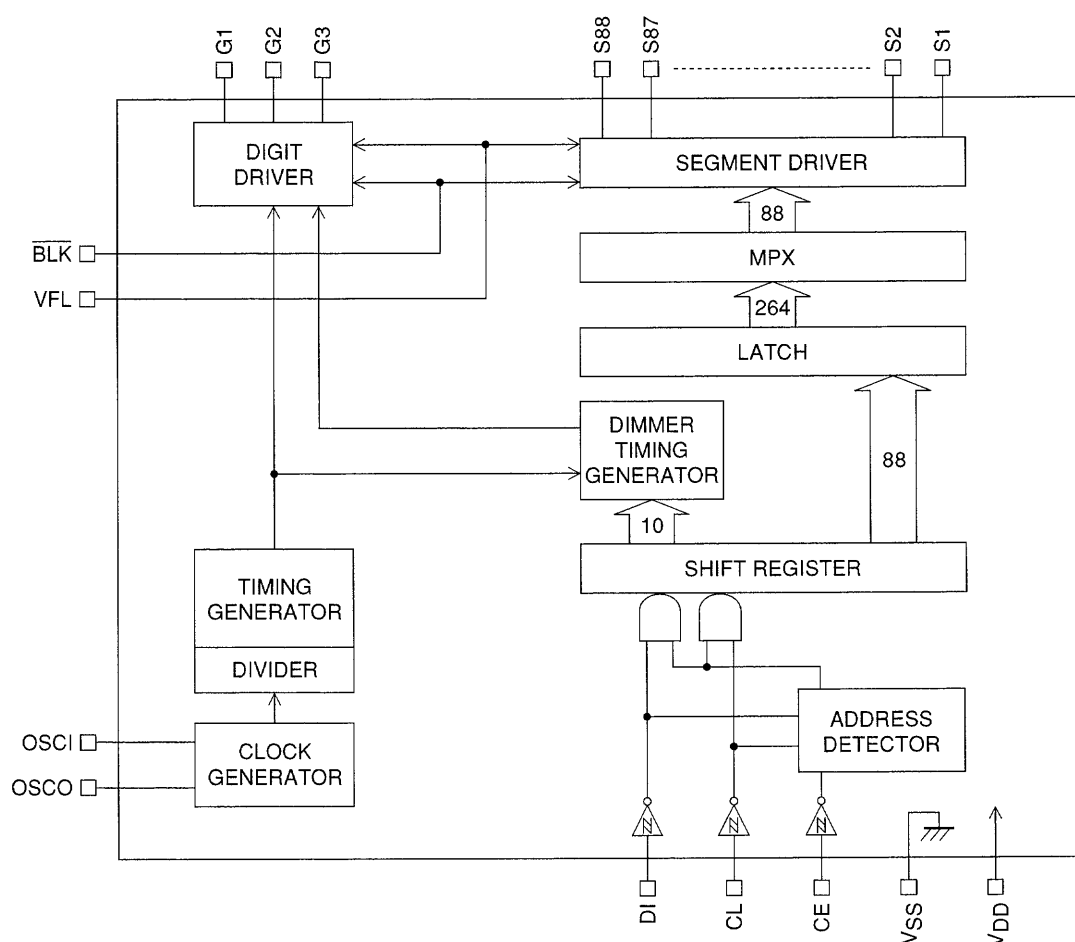 G1
G2
G3
S88
S87
S2
S1
DIGIT
DRIVER
SEGMENT DRIVER
88
BLK
MPX
VFL
264
LATCH
DIMMER
TIMING
GENERATOR
88
10
SHIFT REGISTER
TIMING
GENERATOR
DIVIDER
ADDRESS
DETECTOR
OSCI
CLOCK
GENERATOR
OSCO
DI
CL
CE
VSS
VDD